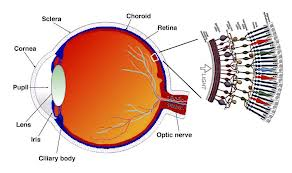 Sclera
Choroid
Retina
Cornea
Pupil
Lens
Iris
Ciliary body
Optic nerve
LIGHT